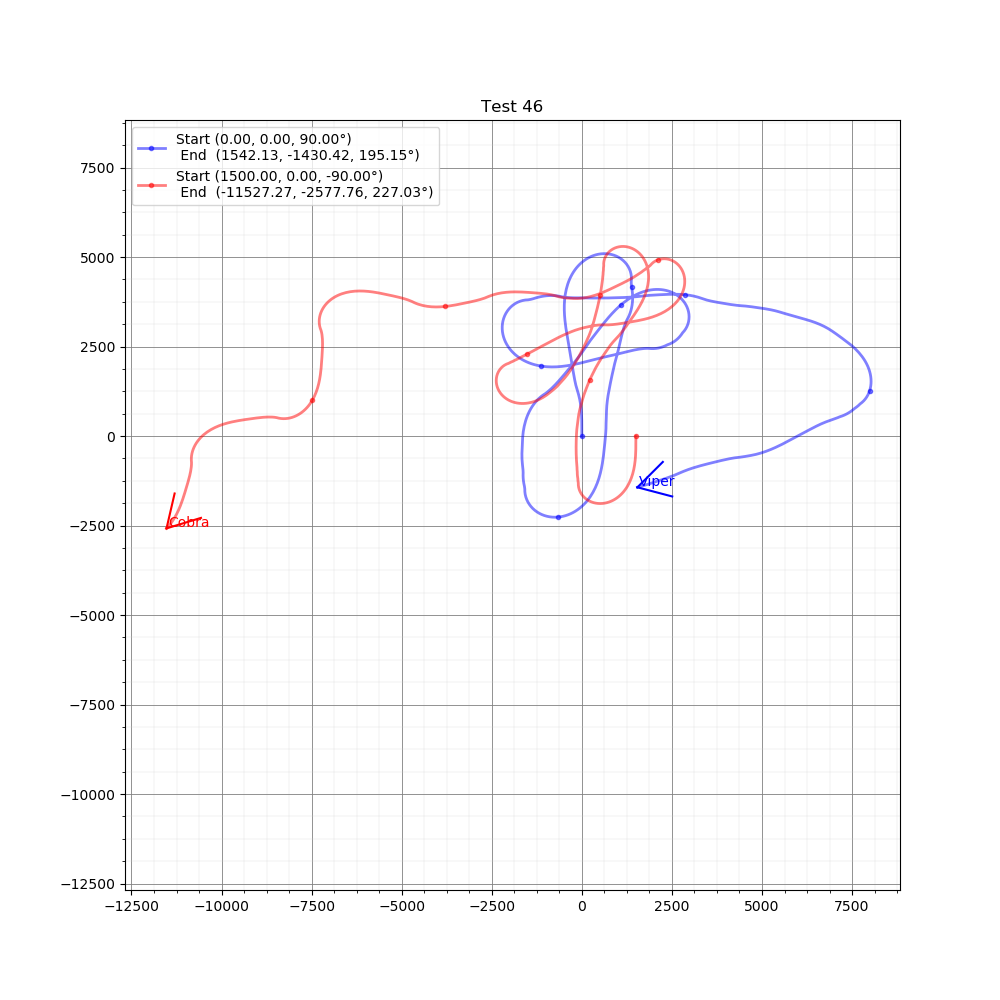 Test 46
Start (0.00, 0.00, 90.00°)
End (1542.13, -1430.42, 195.15°)
Start (1500.00, 0.00, -90.00°)
End (-11527.27, -2577.76, 227.03°)
7500
5000
2500
0
−2500
−5000
−7500
−10000
−12500
Viper
Cobra
−12500 −10000 −7500 −5000 −2500 0 2500 5000 7500